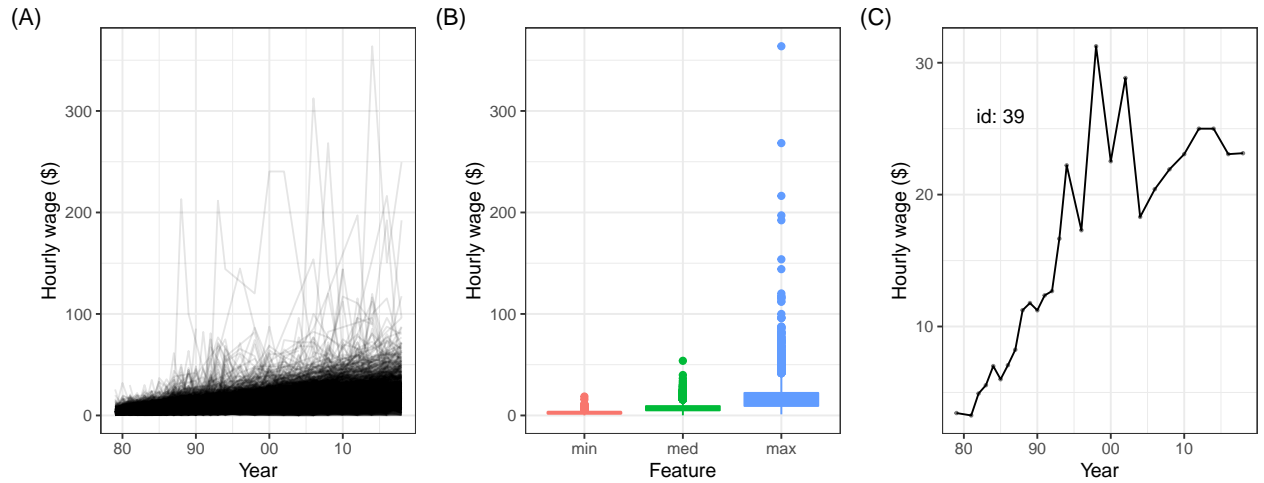 (A)
Hourly wage ($)
300
200
100
0
80 90 00 10
Year
(B)
Hourly wage ($)
300
200
100
0
min med max
Feature
(C)
Hourly wage ($)
30
20
10
id: 39
80 90 00 10
Year